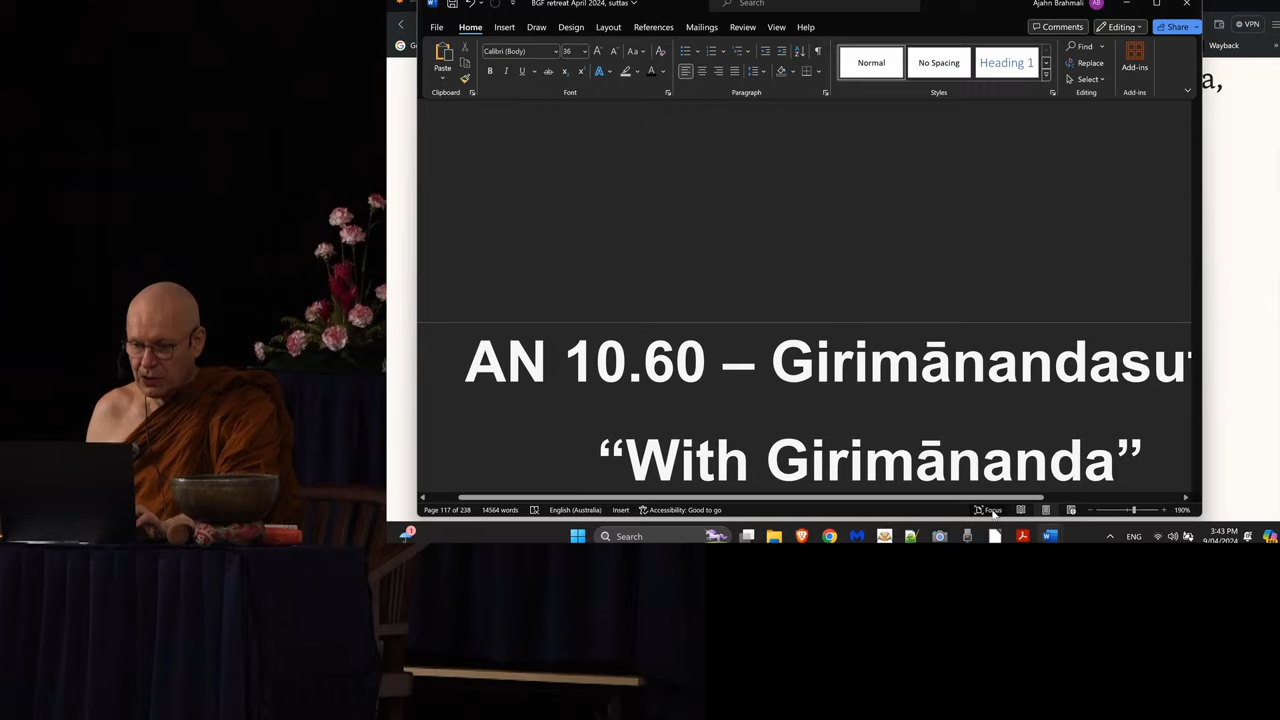 BGF retreat April 2024, suttas
Search
Ajahn Brahmali
AB
File Home Insert Draw Design Layout References Mailings Review View Help
Comments Editing Share
VPN
Wayback
a,
Paste
Calibri (Body) 36
Normal No Spacing Heading 1
Find
Replace
Select
Add-ins
Clipboard Font Paragraph Styles Editing Add-ins
AN 10.60 – Girimānandasu
“With Girimānanda”
Page 117 of 238 14564 words English (Australia) Insert Accessibility: Good to go Focus 190%
1
Search
ENG
3:43 PM
9/04/2024